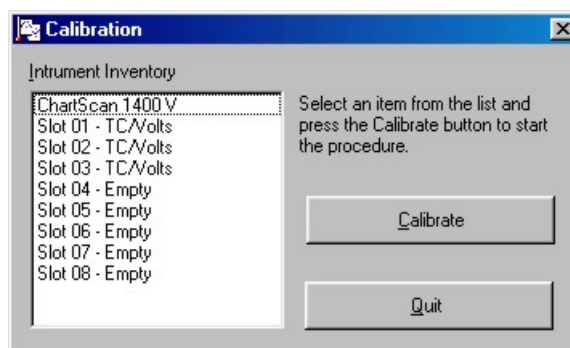 Calibration
Intrument Inventory
ChartScan 1400 V
Slot 01 - TC/Volts
Slot 02 - TC/Volts
Slot 03 - TC/Volts
Slot 04 - Empty
Slot 05 - Empty
Slot 06 - Empty
Slot 07 - Empty
Slot 08 - Empty
Select an item from the list and
press the Calibrate button to start
the procedure.
Calibrate
Quit